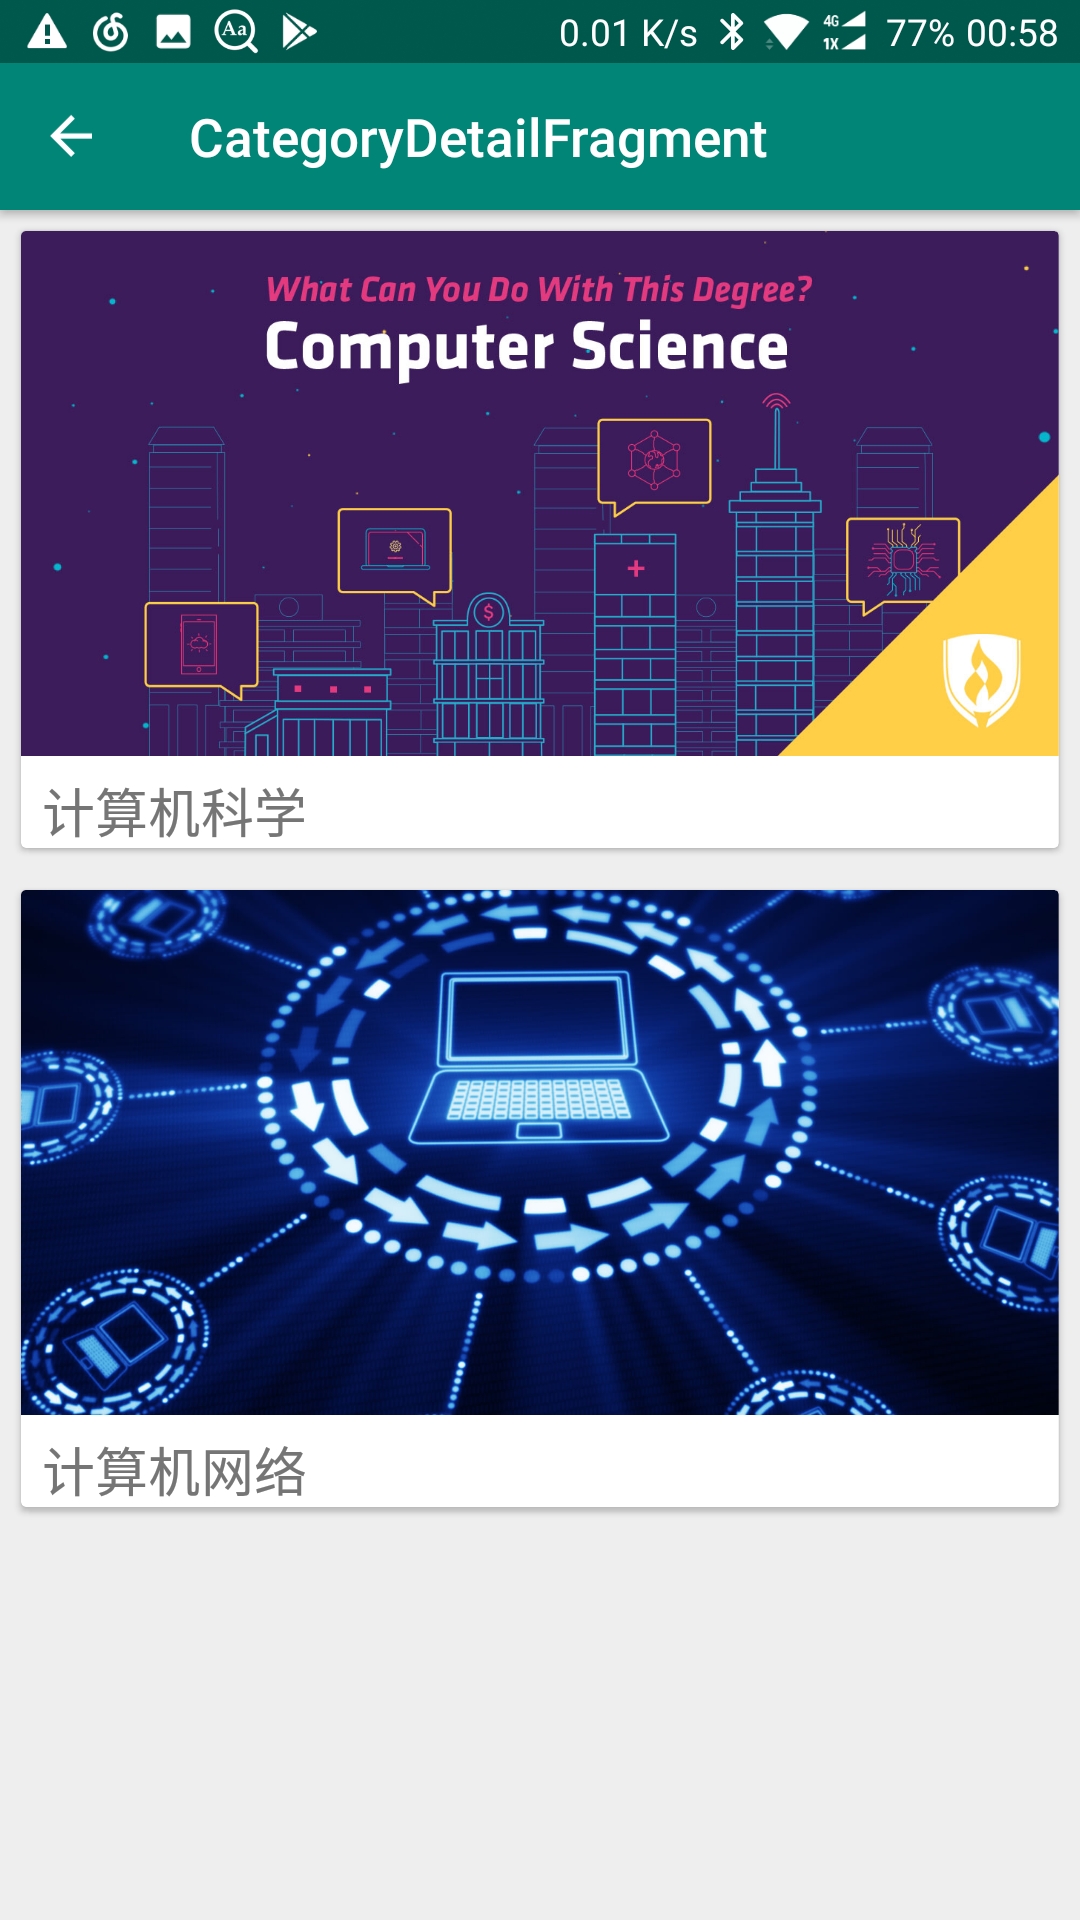 0.01 K/s 4G 1X 77% 00:58
CategoryDetailFragment
What Can You Do With This Degree?
Computer Science
计算机科学
计算机网络